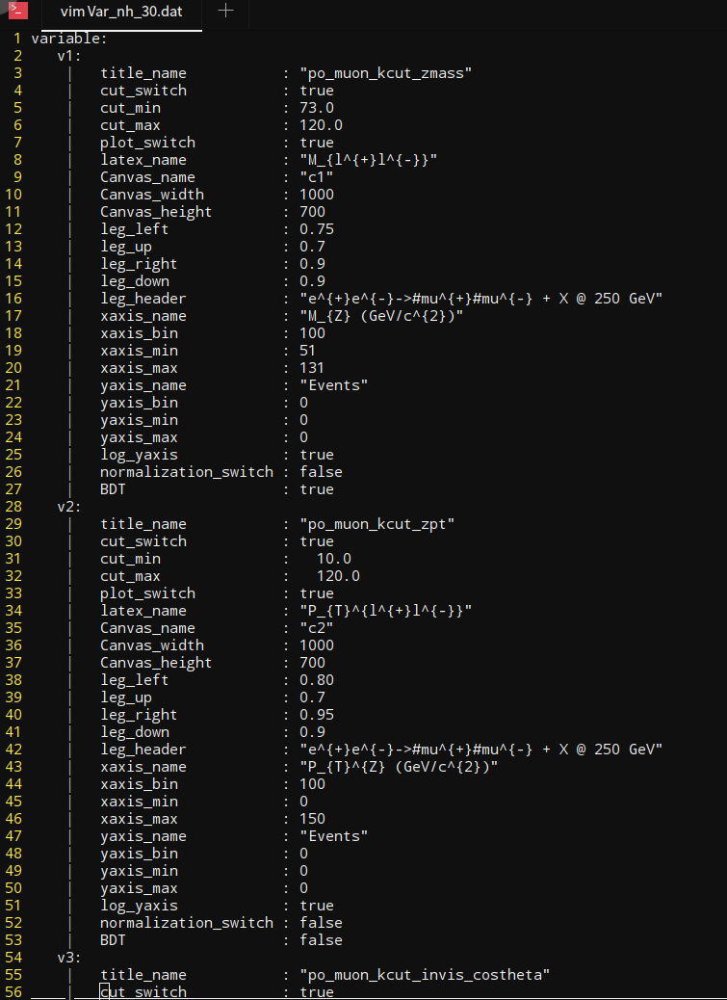 vim Var_nh_30.dat
1 variable:
2    v1:
3    |   title_name           : "po_muon_kcut_zmass"
4    |   cut_switch           : true
5    |   cut_min              : 73.0
6    |   cut_max              : 120.0
7    |   plot_switch          : true
8    |   latex_name           : "M_{l^{+}l^{-}}"
9    |   Canvas_name          : "c1"
10    |   Canvas_width         : 1000
11    |   Canvas_height        : 700
12    |   leg_left             : 0.75
13    |   leg_up               : 0.7
14    |   leg_right            : 0.9
15    |   leg_down             : 0.9
16    |   leg_header           : "e^{+}e^{-}->#mu^{+}#mu^{-} + X @ 250 GeV"
17    |   xaxis_name           : "M_{Z} (GeV/c^{2})"
18    |   xaxis_bin            : 100
19    |   xaxis_min            : 51
20    |   xaxis_max            : 131
21    |   yaxis_name           : "Events"
22    |   yaxis_bin            : 0
23    |   yaxis_min            : 0
24    |   yaxis_max            : 0
25    |   log_yaxis            : true
26    |   normalization_switch : false
27    |   BDT                  : true
28    v2:
29    |   title_name           : "po_muon_kcut_zpt"
30    |   cut_switch           : true
31    |   cut_min              :   10.0
32    |   cut_max              :   120.0
33    |   plot_switch          : true
34    |   latex_name           : "P_{T}^{l^{+}l^{-}}"
35    |   Canvas_name          : "c2"
36    |   Canvas_width         : 1000
37    |   Canvas_height        : 700
38    |   leg_left             : 0.80
39    |   leg_up               : 0.7
40    |   leg_right            : 0.95
41    |   leg_down             : 0.9
42    |   leg_header           : "e^{+}e^{-}->#mu^{+}#mu^{-} + X @ 250 GeV"
43    |   xaxis_name           : "P_{T}^{Z} (GeV/c^{2})"
44    |   xaxis_bin            : 100
45    |   xaxis_min            : 0
46    |   xaxis_max            : 150
47    |   yaxis_name           : "Events"
48    |   yaxis_bin            : 0
49    |   yaxis_min            : 0
50    |   yaxis_max            : 0
51    |   log_yaxis            : true
52    |   normalization_switch : false
53    |   BDT                  : false
54    v3:
55    |   title_name           : "po_muon_kcut_invis_costheta"
56    |   cut_switch           : true